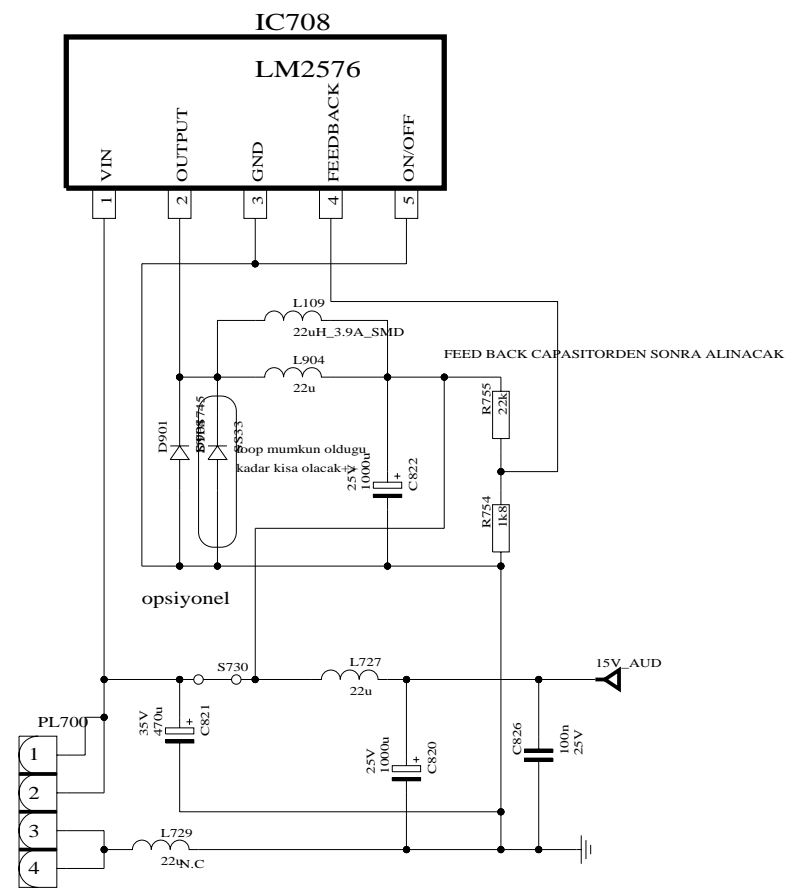 IC708
LM2576
VIN
OUTPUT
GND
FEEDBACK
ON/OFF
1
2
3
4
5
L109
22uH_3.9A_SMD
L904
22u
FEED BACK CAPASITORDEN SONRA ALINACAK
R755
22k
D901
SS33
loop mumkun oldugu
kadar kisa olacak++
25V
1000u
C822
R754
1k8
opsiyonel
S730
L727
22u
15V_AUD
PL700
35V
470u
C821
25V
1000u
C820
C826
100n
25V
1
2
3
4
L729
22u
N.C